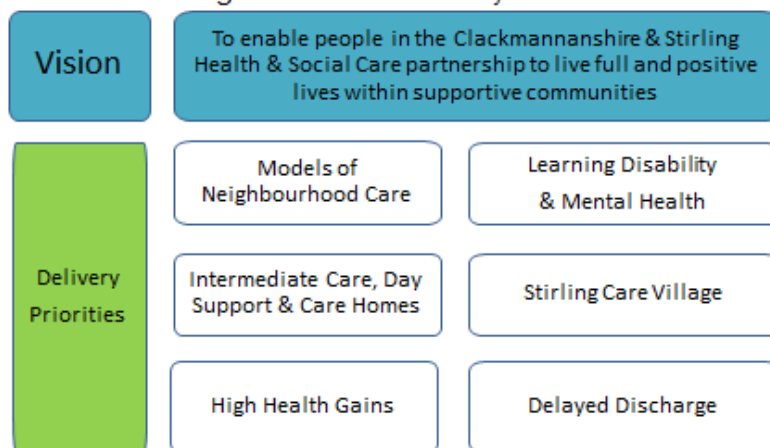 Vision
To enable people in the Clackmannanshire & Stirling
Health & Social Care partnership to live full and positive
lives within supportive communities
Delivery
Priorities
Models of
Neighbourhood Care
Learning Disability
& Mental Health
Intermediate Care, Day
Support & Care Homes
Stirling Care Village
High Health Gains
Delayed Discharge